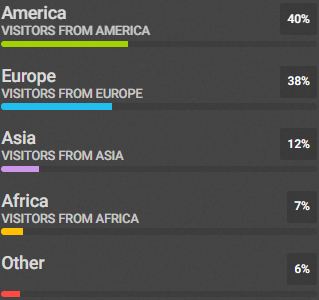 America
40%
VISITORS FROM AMERICA
Europe
38%
VISITORS FROM EUROPE
Asia
12%
VISITORS FROM ASIA
Africa
7%
VISITORS FROM AFRICA
Other
6%